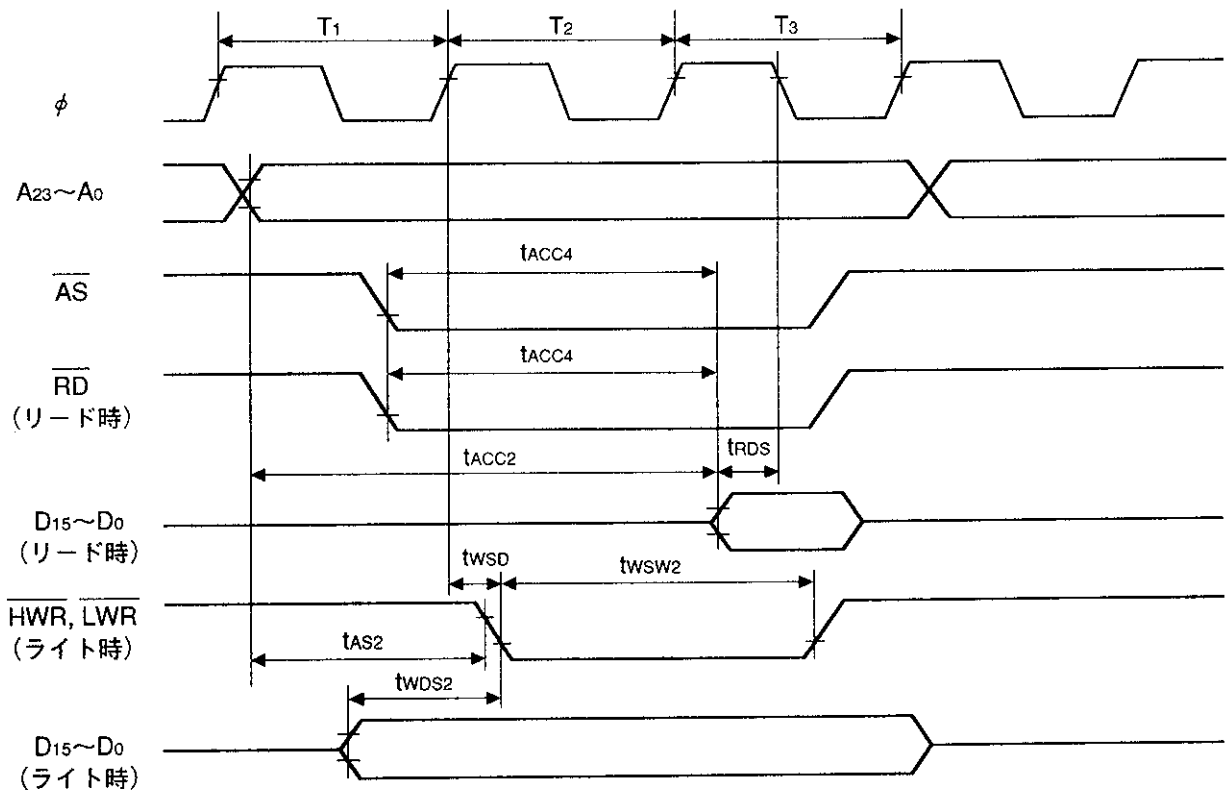 T1 T2 T3
φ
A23～A0
tACC4
AS
tACC4
RD
（リード時）
tACC2 tRDS
D15～D0
（リード時）
tWSD tWSW2
HWR, LWR
（ライト時）
tAS2
tWDS2
D15～D0
（ライト時）